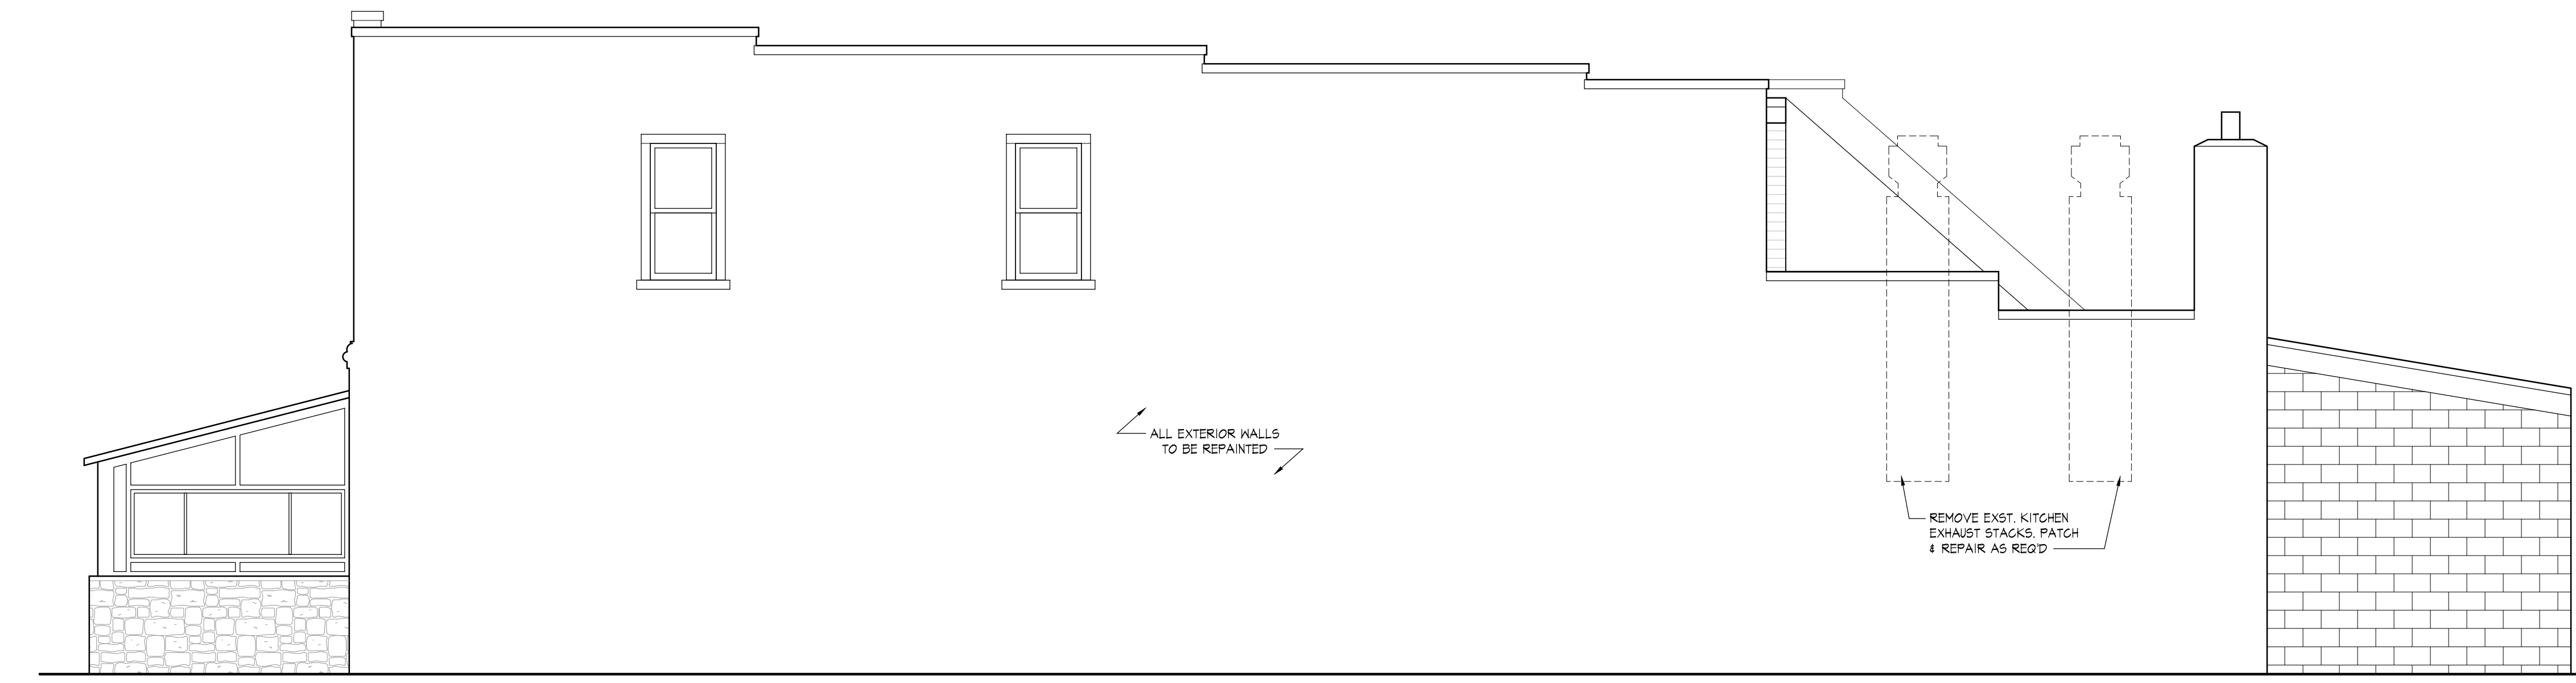 ALL EXTERIOR WALLS
TO BE REPAINTED
REMOVE EXST. KITCHEN
EXHAUST STACKS. PATCH
& REPAIR AS REQ'D